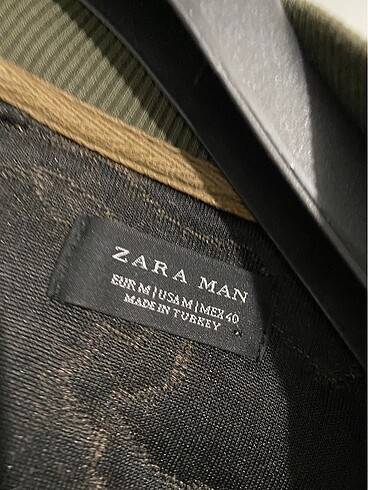 ZARA MAN
EUR M | USA M | MEX 40
MADE IN TURKEY